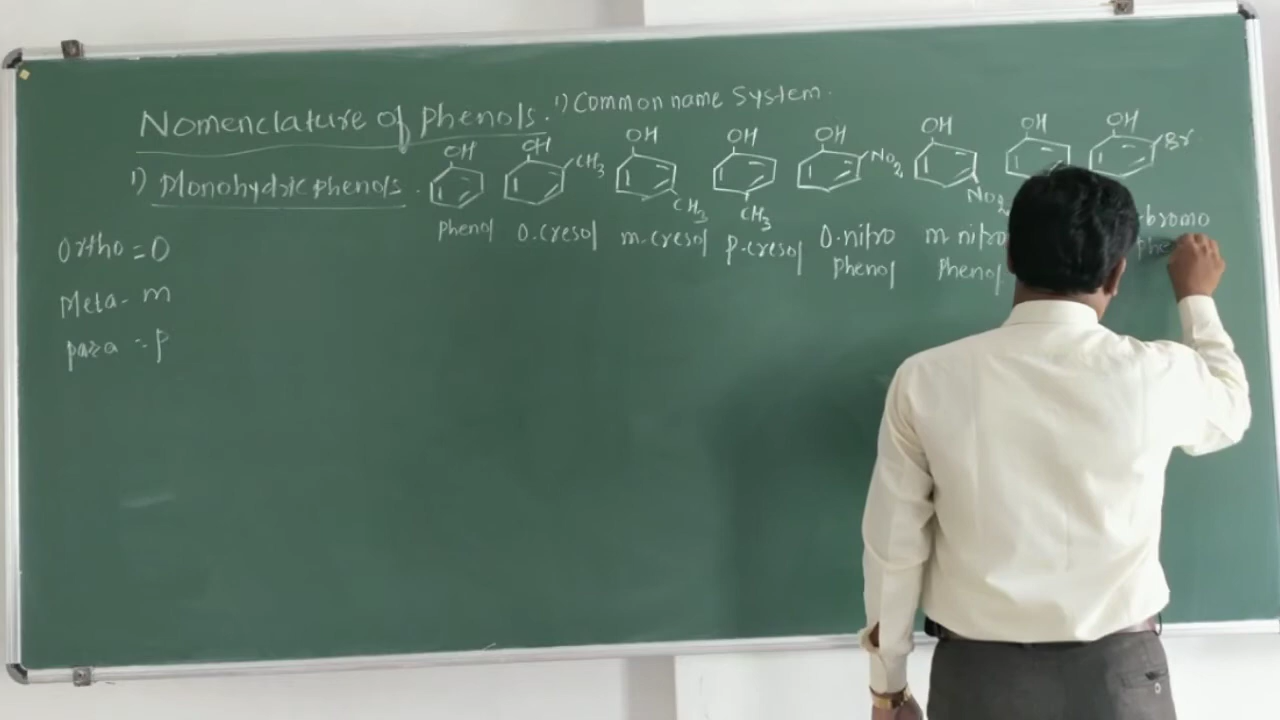 Nomenclature of phenols. 1) Common name System.
1) Monohydric phenols.
OH OH OH OH OH OH OH OH
CH3 CH3 CH3 NO2 NO2 Br
phenol o.cresol m.cresol p.cresol o.nitro phenol m.nitro phenol bromo
Ortho = O
Meta - m
para = p